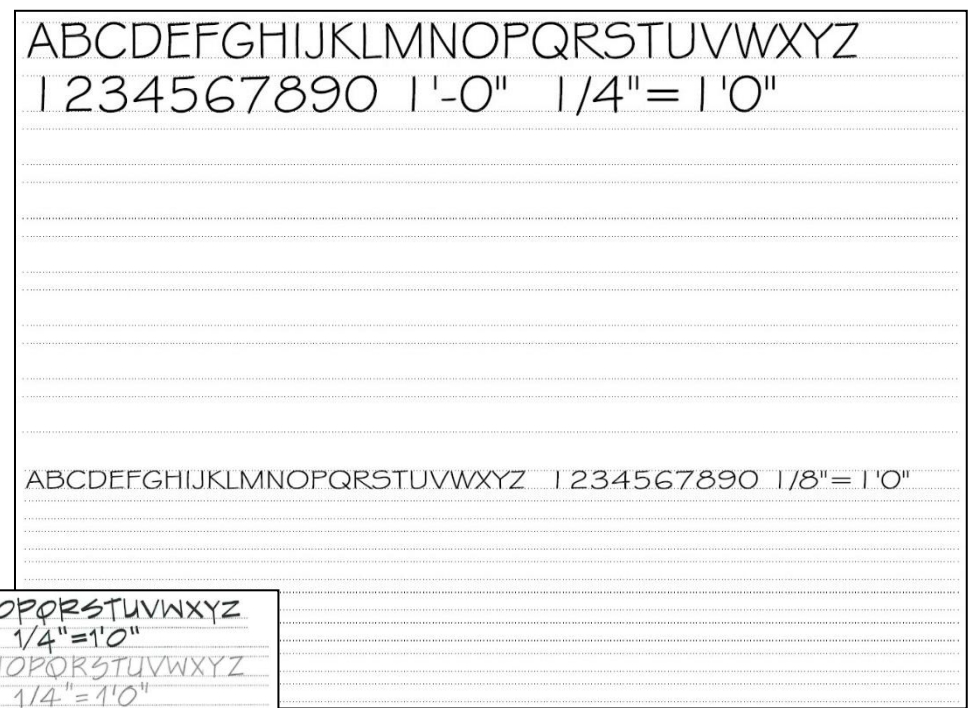 ABCDEFGHIJKLMNOPQRSTUVWXYZ
1234567890 1'-0" 1/4"= 1'0"
ABCDEFGHIJKLMNOPQRSTUVWXYZ 1234567890 1/8"= 1'0"
OPQRSTUVWXYZ
1/4"=1'0"
OPQRSTUVWXYZ
1/4"=1'0"